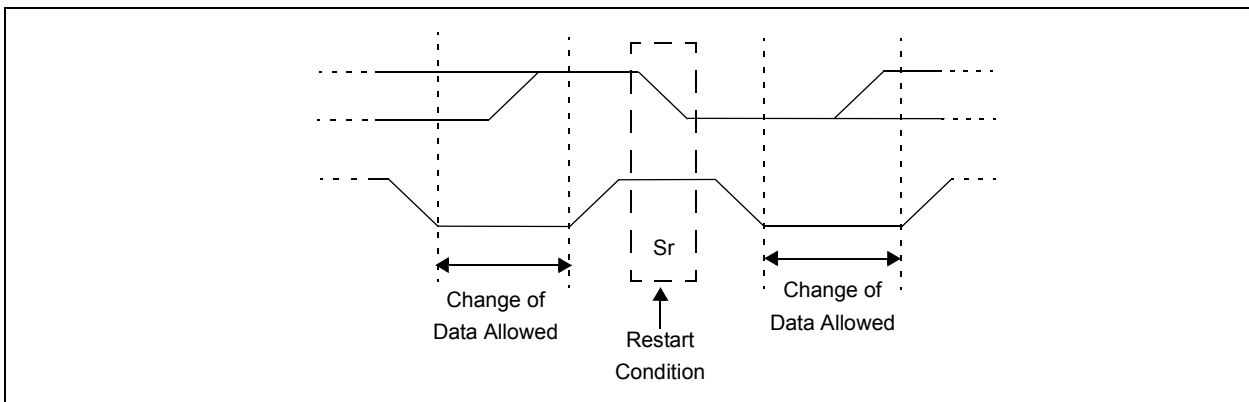 Sr
Change of
Data Allowed
Restart
Condition
Change of
Data Allowed